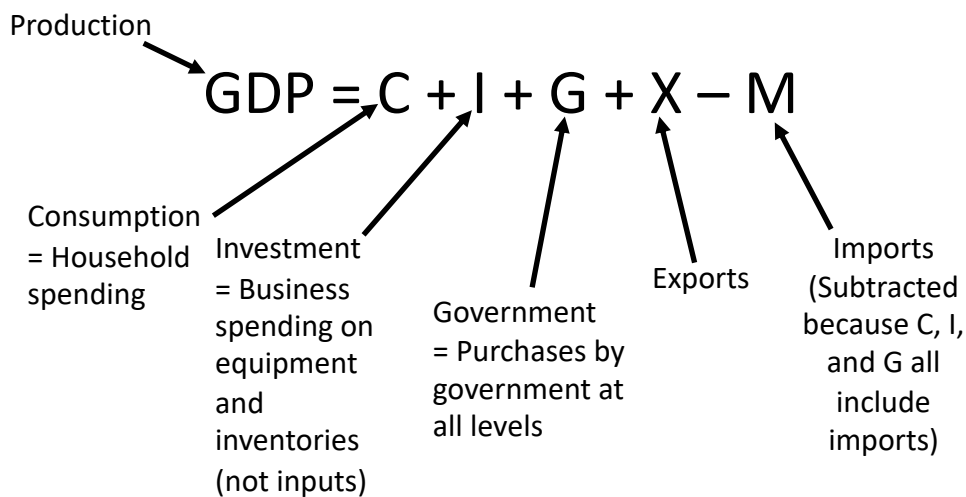 Production
GDP = C + I + G + X – M
Consumption
= Household
spending
Investment
= Business
spending on
equipment
and
inventories
(not inputs)
Government
= Purchases by
government at
all levels
Exports
Imports
(Subtracted
because C, I,
and G all
include
imports)